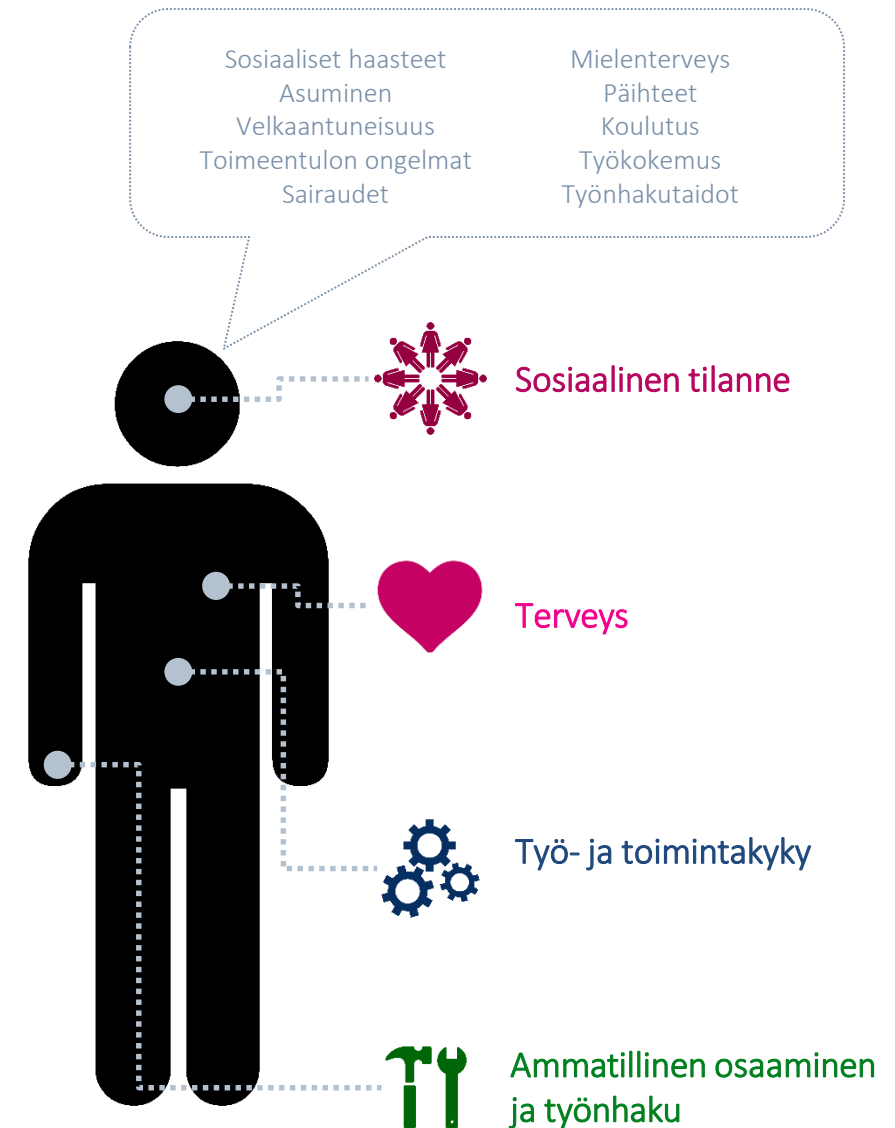 Sosiaaliset haasteet
Asuminen
Velkaantuneisuus
Toimeentulon ongelmat
Sairaudet
Mielenterveys
Päihteet
Koulutus
Työkokemus
Työnhakutaidot
Sosiaalinen tilanne
Terveys
Työ- ja toimintakyky
Ammatillinen osaaminen
ja työnhaku